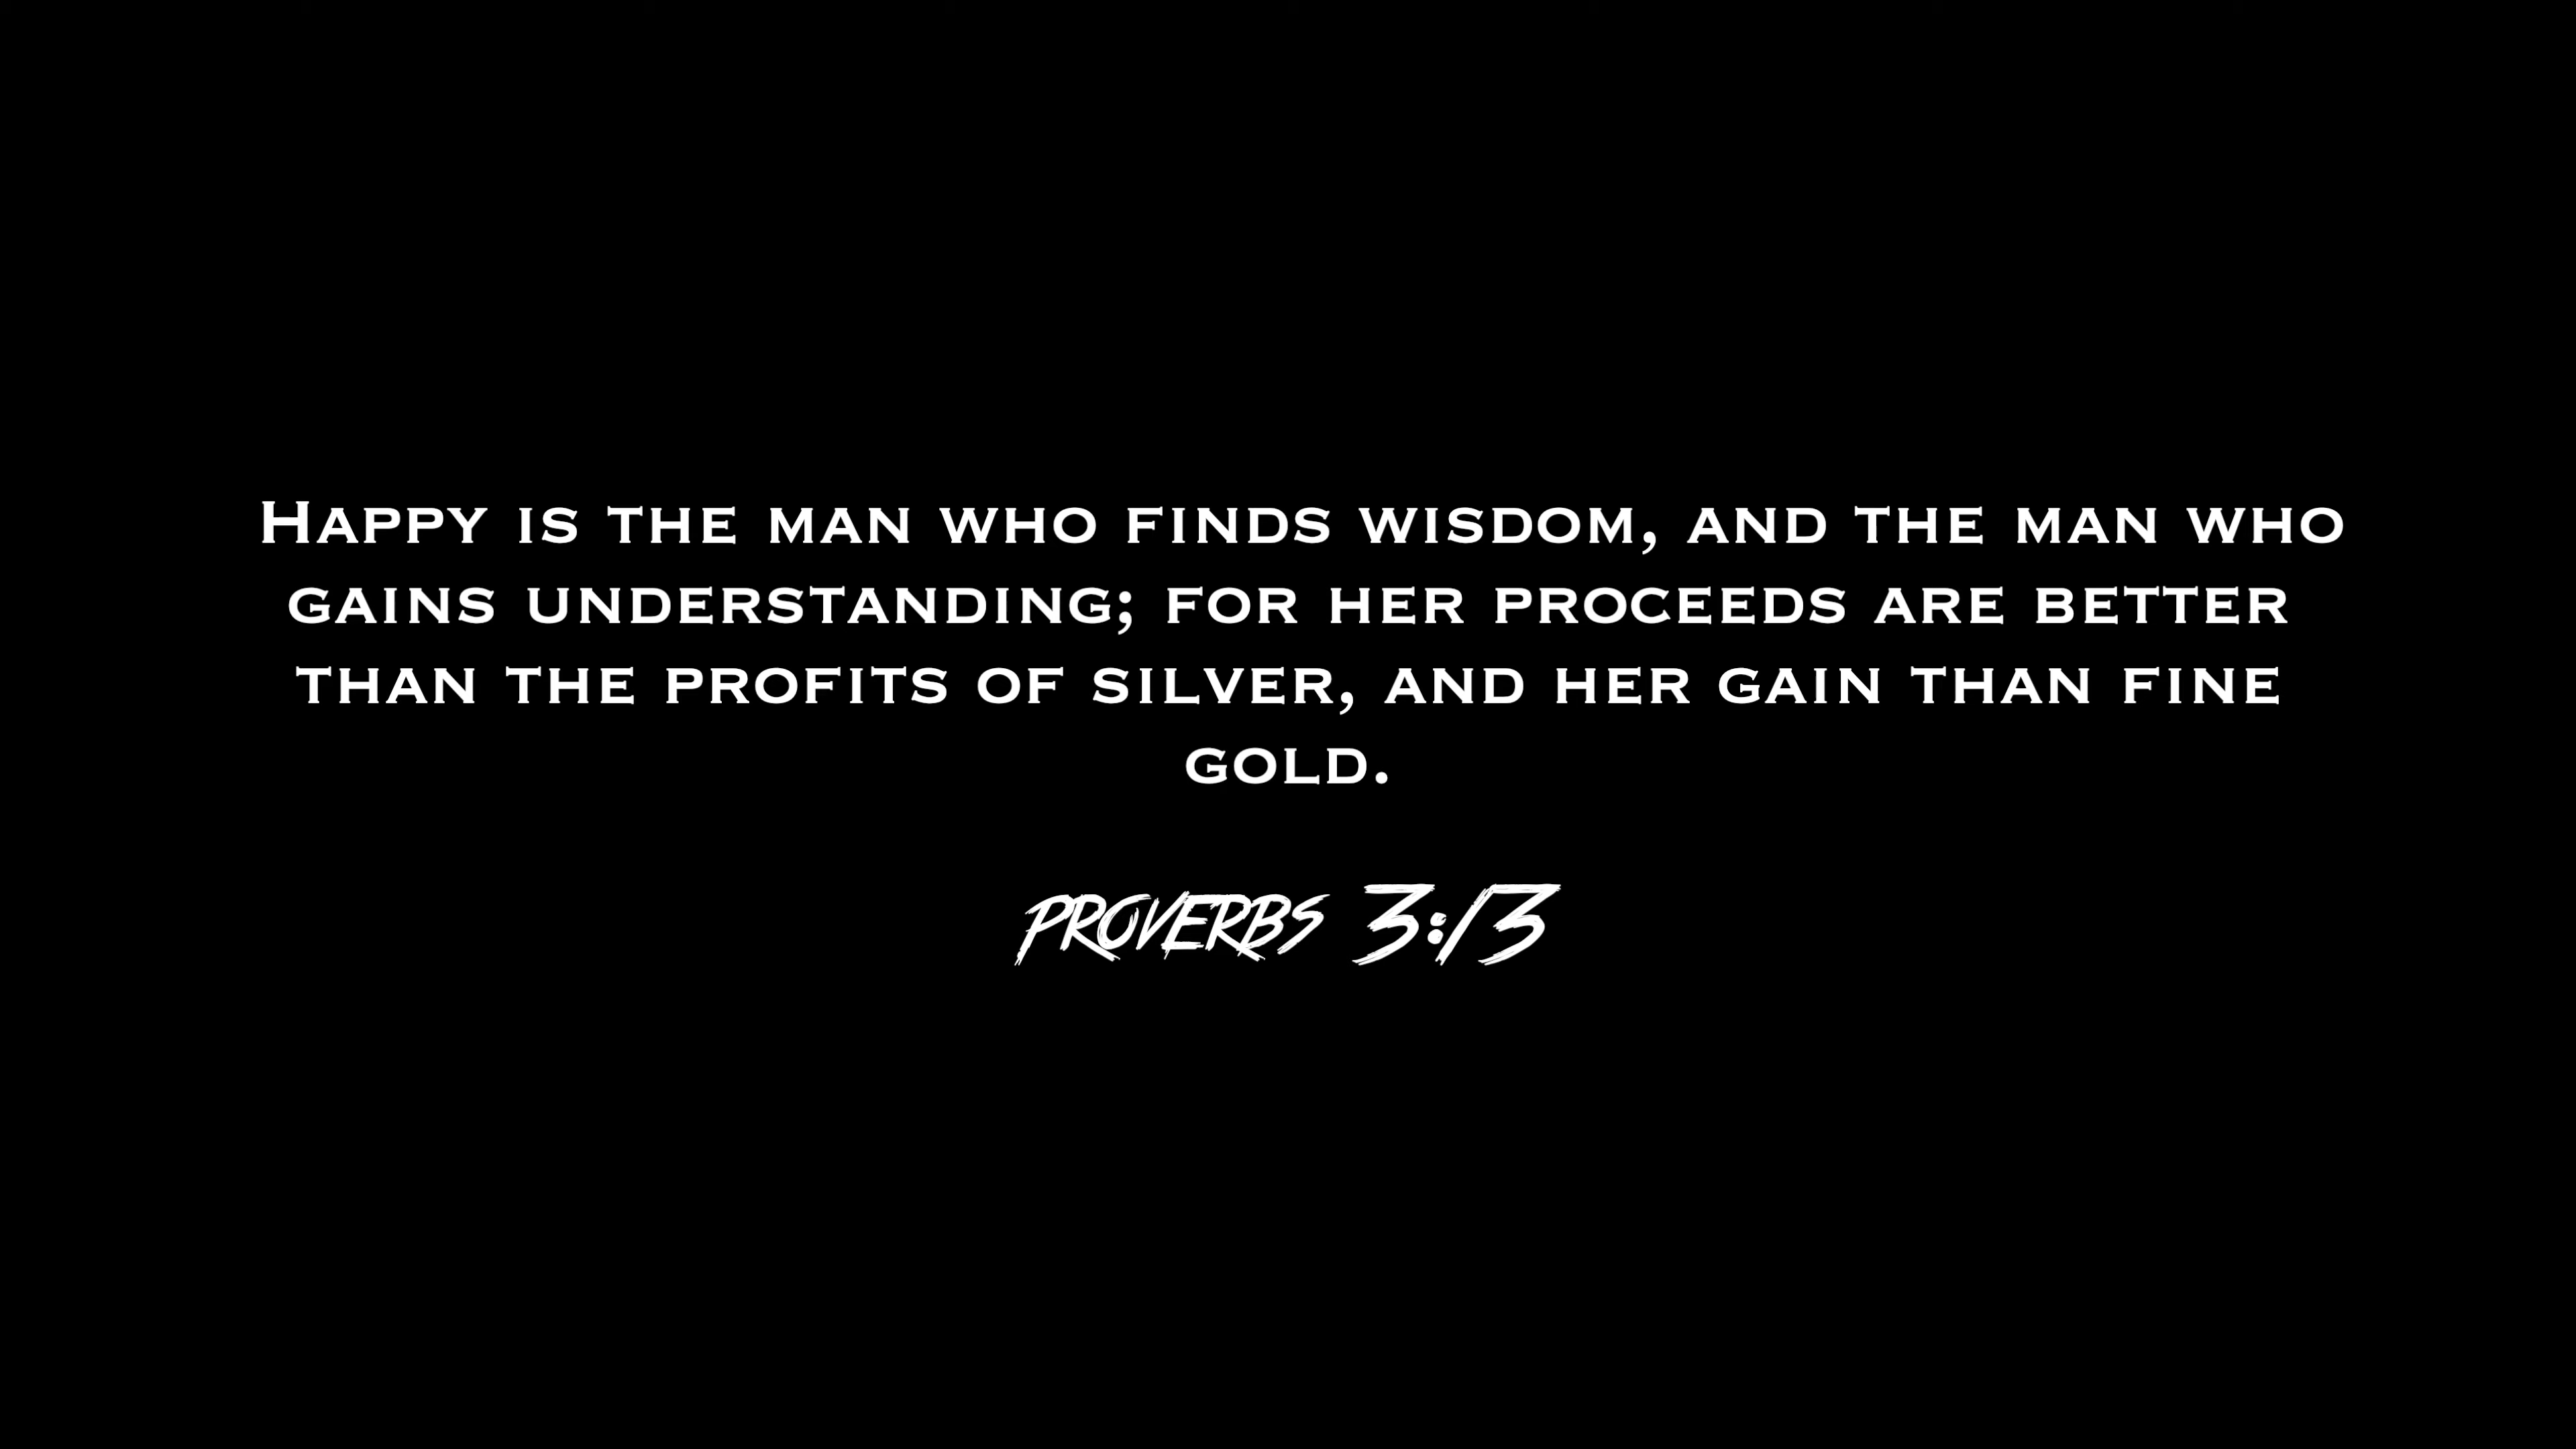 Happy is the man who finds wisdom, and the man who
gains understanding; for her proceeds are better
than the profits of silver, and her gain than fine
gold.
PROVERBS 3:13